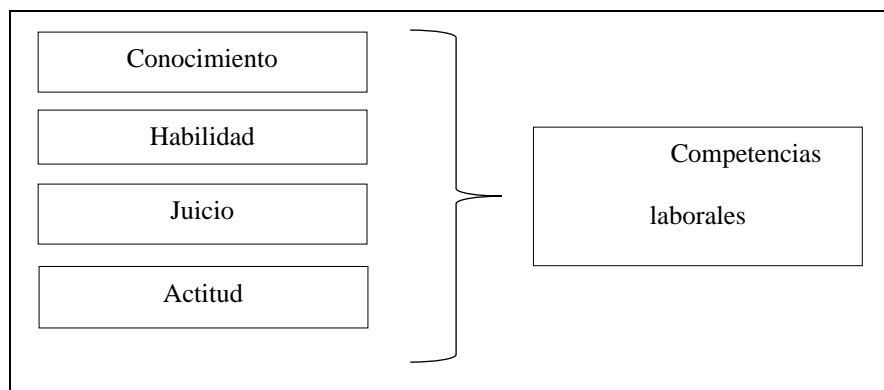 Conocimiento
Habilidad
Juicio
Actitud
Competencias
laborales